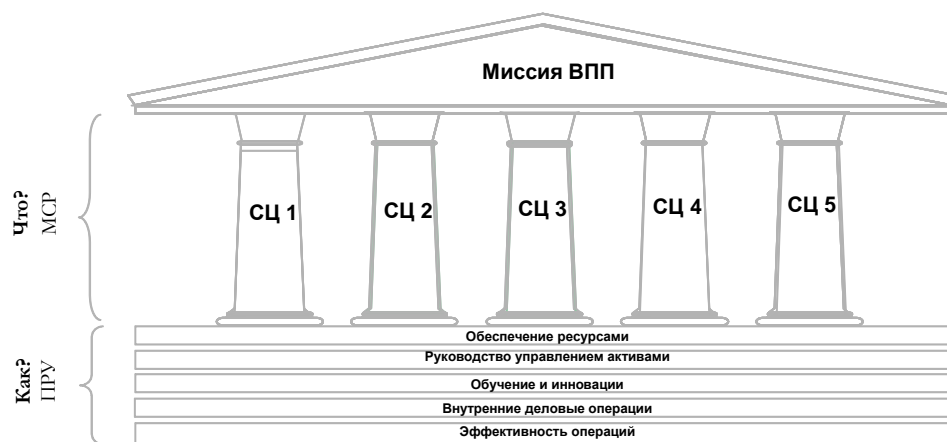 Миссия ВПП
Что?
МСР
СЦ 1
СЦ 2
СЦ 3
СЦ 4
СЦ 5
Как?
ПРУ
Обеспечение ресурсами
Руководство управлением активами
Обучение и инновации
Внутренние деловые операции
Эффективность операций